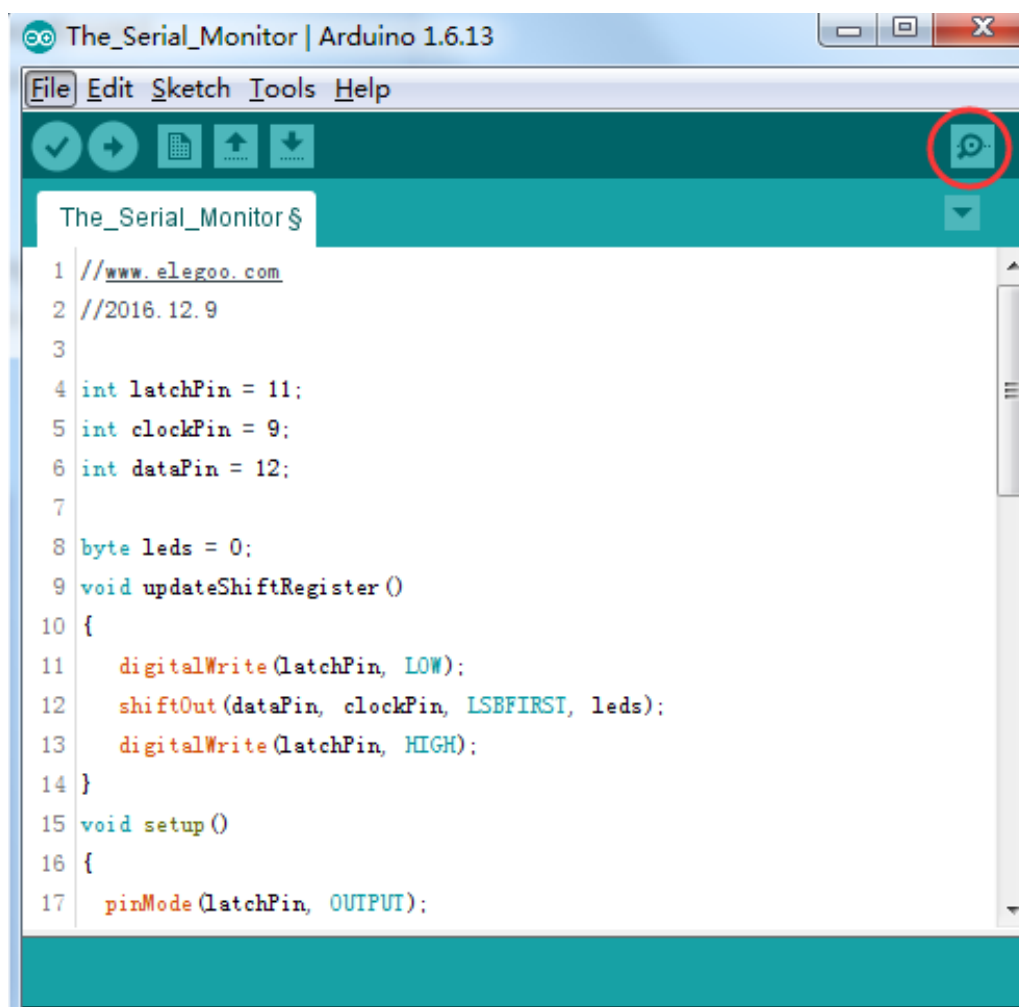 The_Serial_Monitor | Arduino 1.6.13
File Edit Sketch Tools Help
The_Serial_Monitor §
1 //www.elegoo.com
2 //2016.12.9
3
4 int latchPin = 11;
5 int clockPin = 9;
6 int dataPin = 12;
7
8 byte leds = 0;
9 void updateShiftRegister()
10 {
11 digitalWrite(latchPin, LOW);
12 shiftOut(dataPin, clockPin, LSBFIRST, leds);
13 digitalWrite(latchPin, HIGH);
14 }
15 void setup()
16 {
17 pinMode(latchPin, OUTPUT);